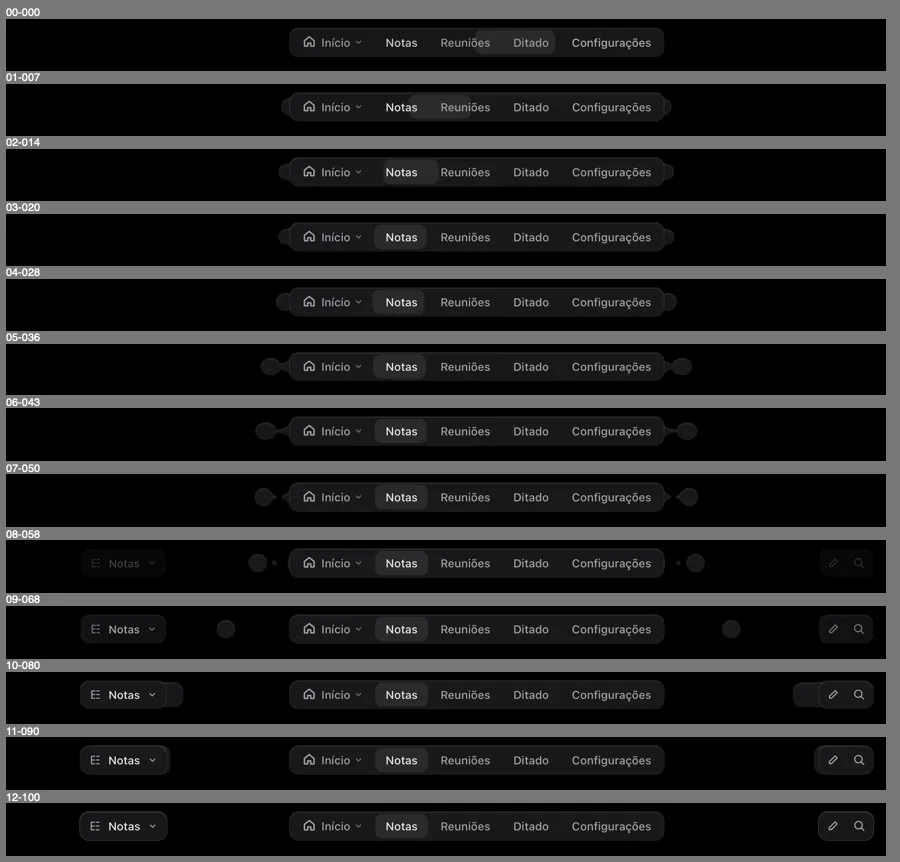 00-000
Início Notas Reuniões Ditado Configurações
01-007
Início Notas Reuniões Ditado Configurações
02-014
Início Notas Reuniões Ditado Configurações
03-020
Início Notas Reuniões Ditado Configurações
04-028
Início Notas Reuniões Ditado Configurações
05-036
Início Notas Reuniões Ditado Configurações
06-043
Início Notas Reuniões Ditado Configurações
07-050
Início Notas Reuniões Ditado Configurações
08-058
Notas Início Notas Reuniões Ditado Configurações
09-068
Notas Início Notas Reuniões Ditado Configurações
10-080
Notas Início Notas Reuniões Ditado Configurações
11-090
Notas Início Notas Reuniões Ditado Configurações
12-100
Notas Início Notas Reuniões Ditado Configurações